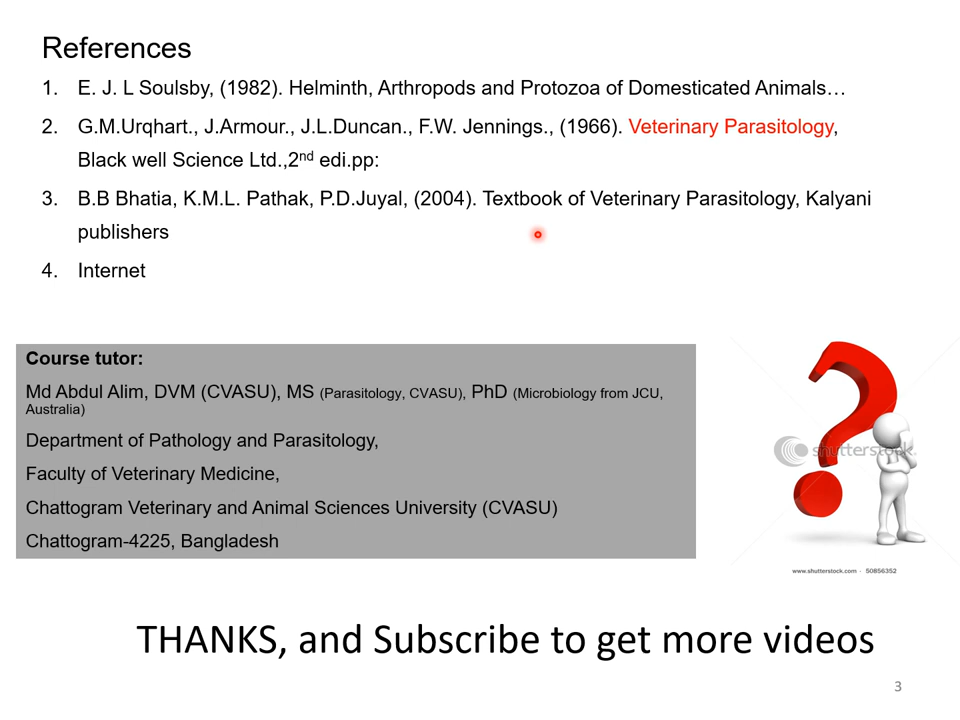 References
1. E. J. L Soulsby, (1982). Helminth, Arthropods and Protozoa of Domesticated Animals…
2. G.M.Urqhart., J.Armour., J.L.Duncan., F.W. Jennings., (1966). Veterinary Parasitology,
Black well Science Ltd.,2nd edi.pp:
3. B.B Bhatia, K.M.L. Pathak, P.D.Juyal, (2004). Textbook of Veterinary Parasitology, Kalyani
publishers
4. Internet
Course tutor:
Md Abdul Alim, DVM (CVASU), MS (Parasitology, CVASU), PhD (Microbiology from JCU,
Australia)
Department of Pathology and Parasitology,
Faculty of Veterinary Medicine,
Chattogram Veterinary and Animal Sciences University (CVASU)
Chattogram-4225, Bangladesh
shutterstock
www.shutterstock.com · 50856352
THANKS, and Subscribe to get more videos
3